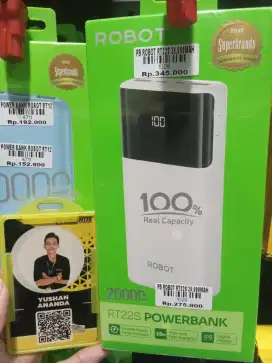 ROBOT
PB ROBOT RT22S 20.000MAH
Rp.345.000
Superbrands
POWER BANK ROBOT RT12
Rp.192.000
POWER BANK ROBOT RT12
Rp.152.000
100
100%
Real Capacity
ROBOT
YUSHAN
ANANDA
20000
PB ROBOT RT22S 20.000MAH
Rp.275.900
RT22S POWERBANK